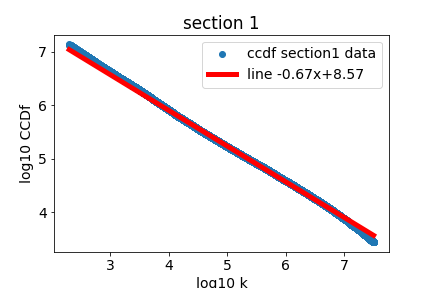 section 1
ccdf section1 data
line -0.67x+8.57
log10 CCDf
7
6
5
4
3 4 5 6 7
log10 k